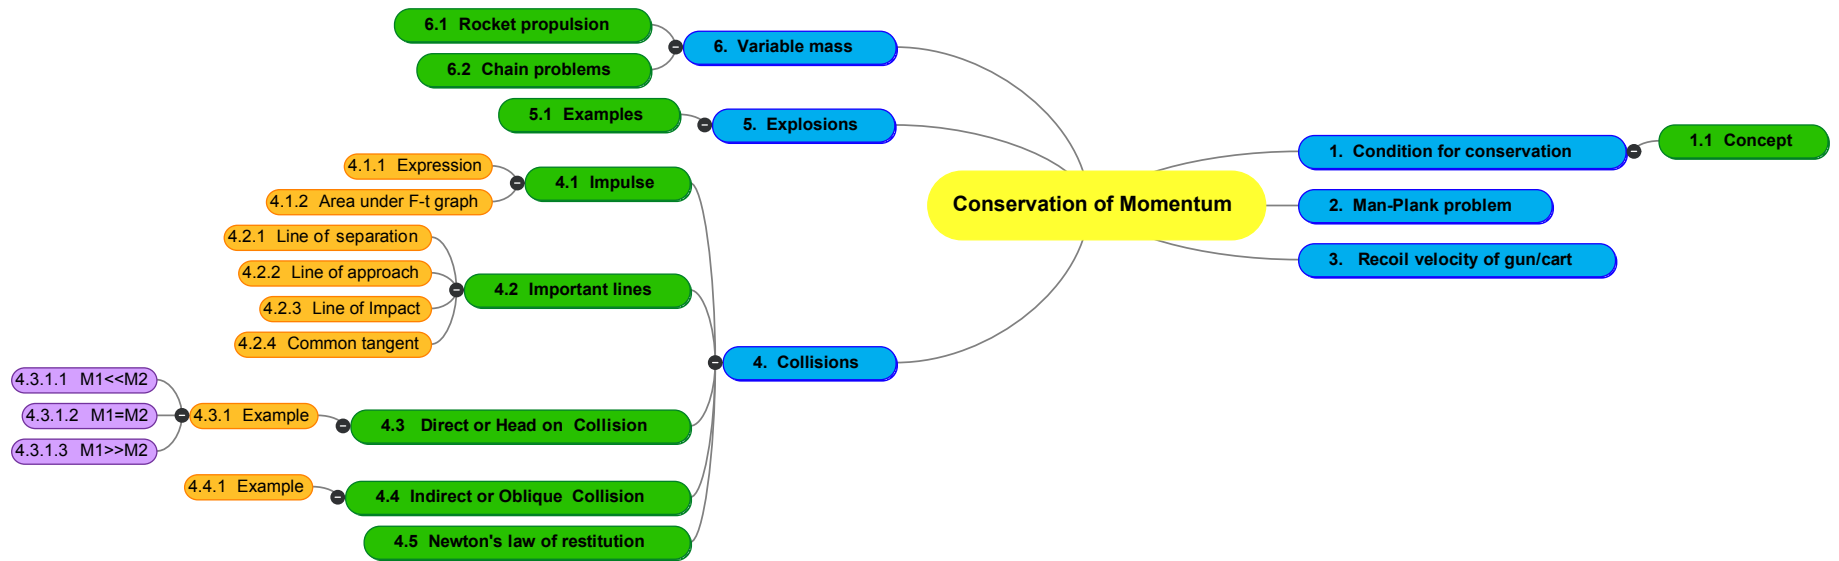 Conservation of Momentum
1. Condition for conservation
1.1 Concept
2. Man-Plank problem
3. Recoil velocity of gun/cart
4. Collisions
4.1 Impulse
4.1.1 Expression
4.1.2 Area under F-t graph
4.2 Important lines
4.2.1 Line of separation
4.2.2 Line of approach
4.2.3 Line of Impact
4.2.4 Common tangent
4.3 Direct or Head on Collision
4.3.1 Example
4.3.1.1 M1<<M2
4.3.1.2 M1=M2
4.3.1.3 M1>>M2
4.4 Indirect or Oblique Collision
4.4.1 Example
4.5 Newton's law of restitution
5. Explosions
5.1 Examples
6. Variable mass
6.1 Rocket propulsion
6.2 Chain problems